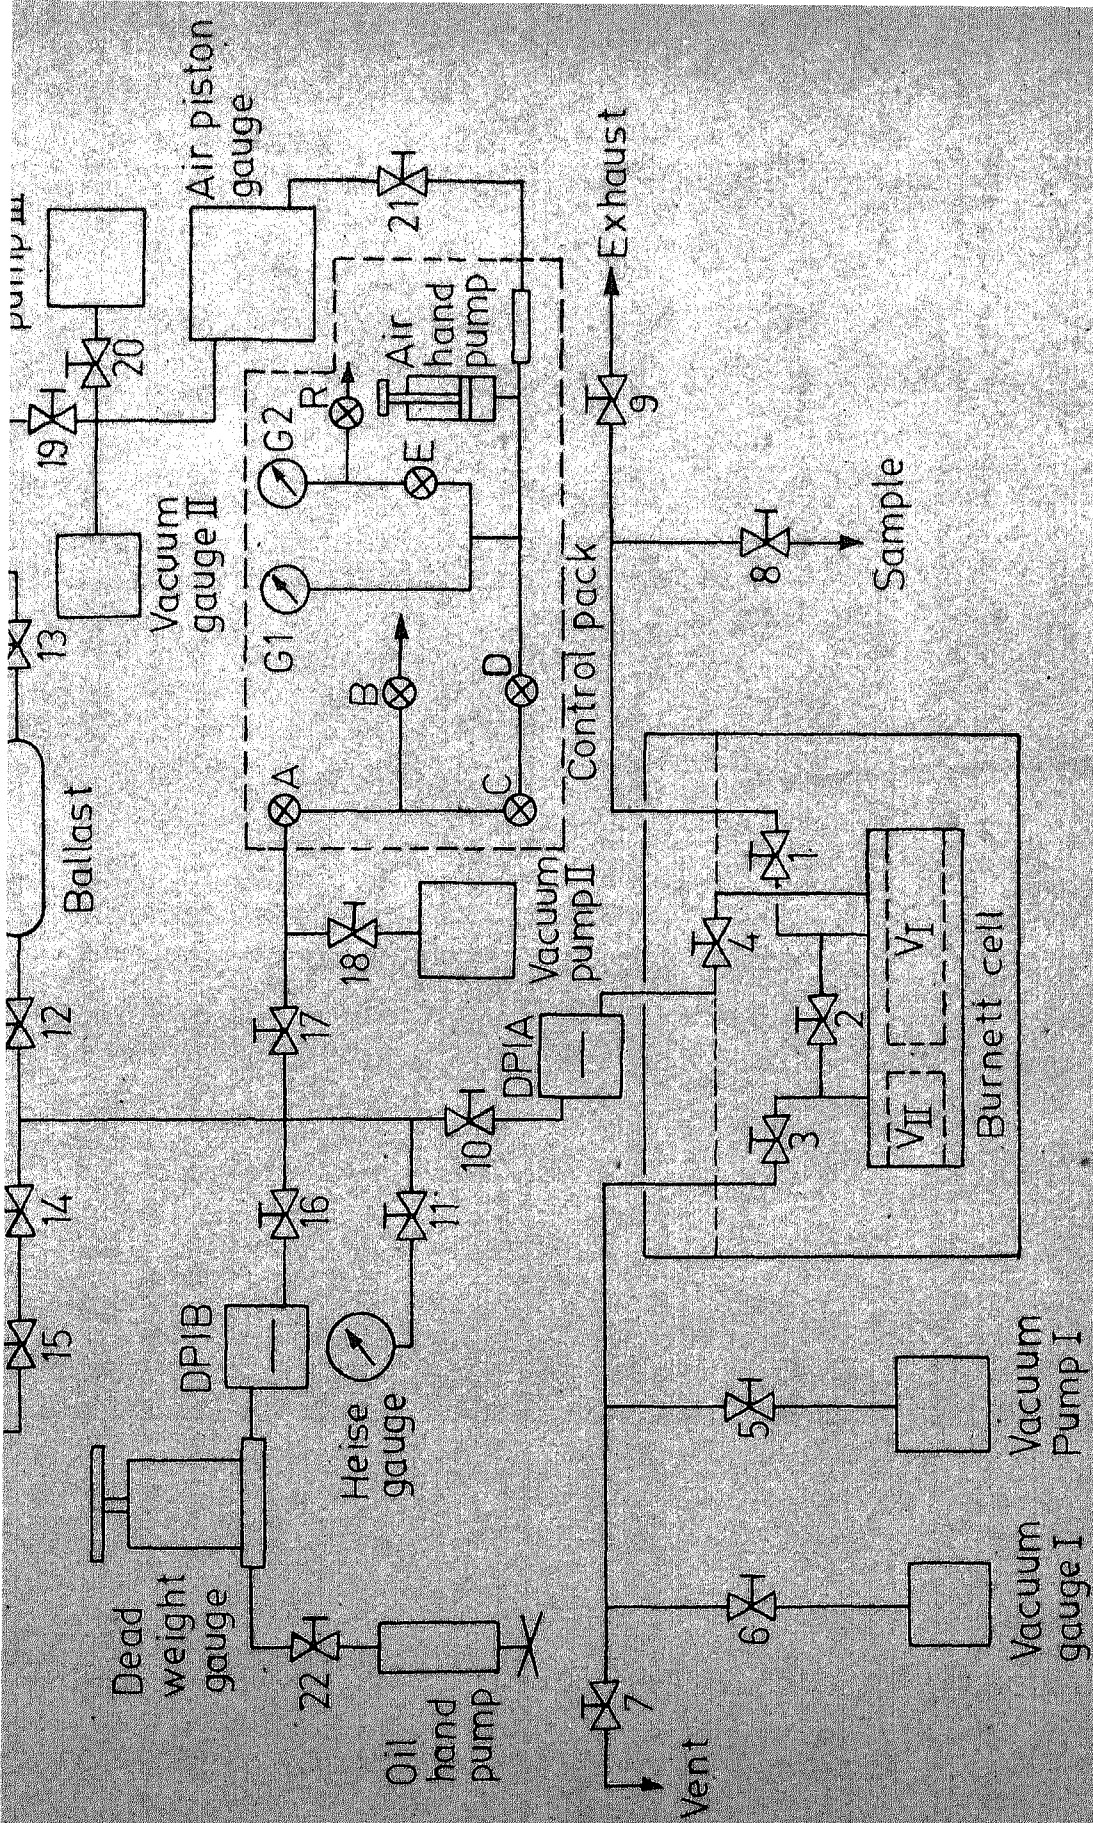 pump III
Air piston
gauge
19
20
21
Vacuum
gauge II
13
Ballast
12
14
15
G1
G2
R
E
Air
hand
pump
A
B
C
D
Control pack
Exhaust
9
8
Sample
17
18
Vacuum
pump II
16
11
10
DPIA
DPIB
Heise
gauge
Dead
weight
gauge
22
Oil
hand
pump
1
4
2
3
VI
VII
Burnett cell
5
Vacuum
Pump I
6
Vacuum
gauge I
7
Vent